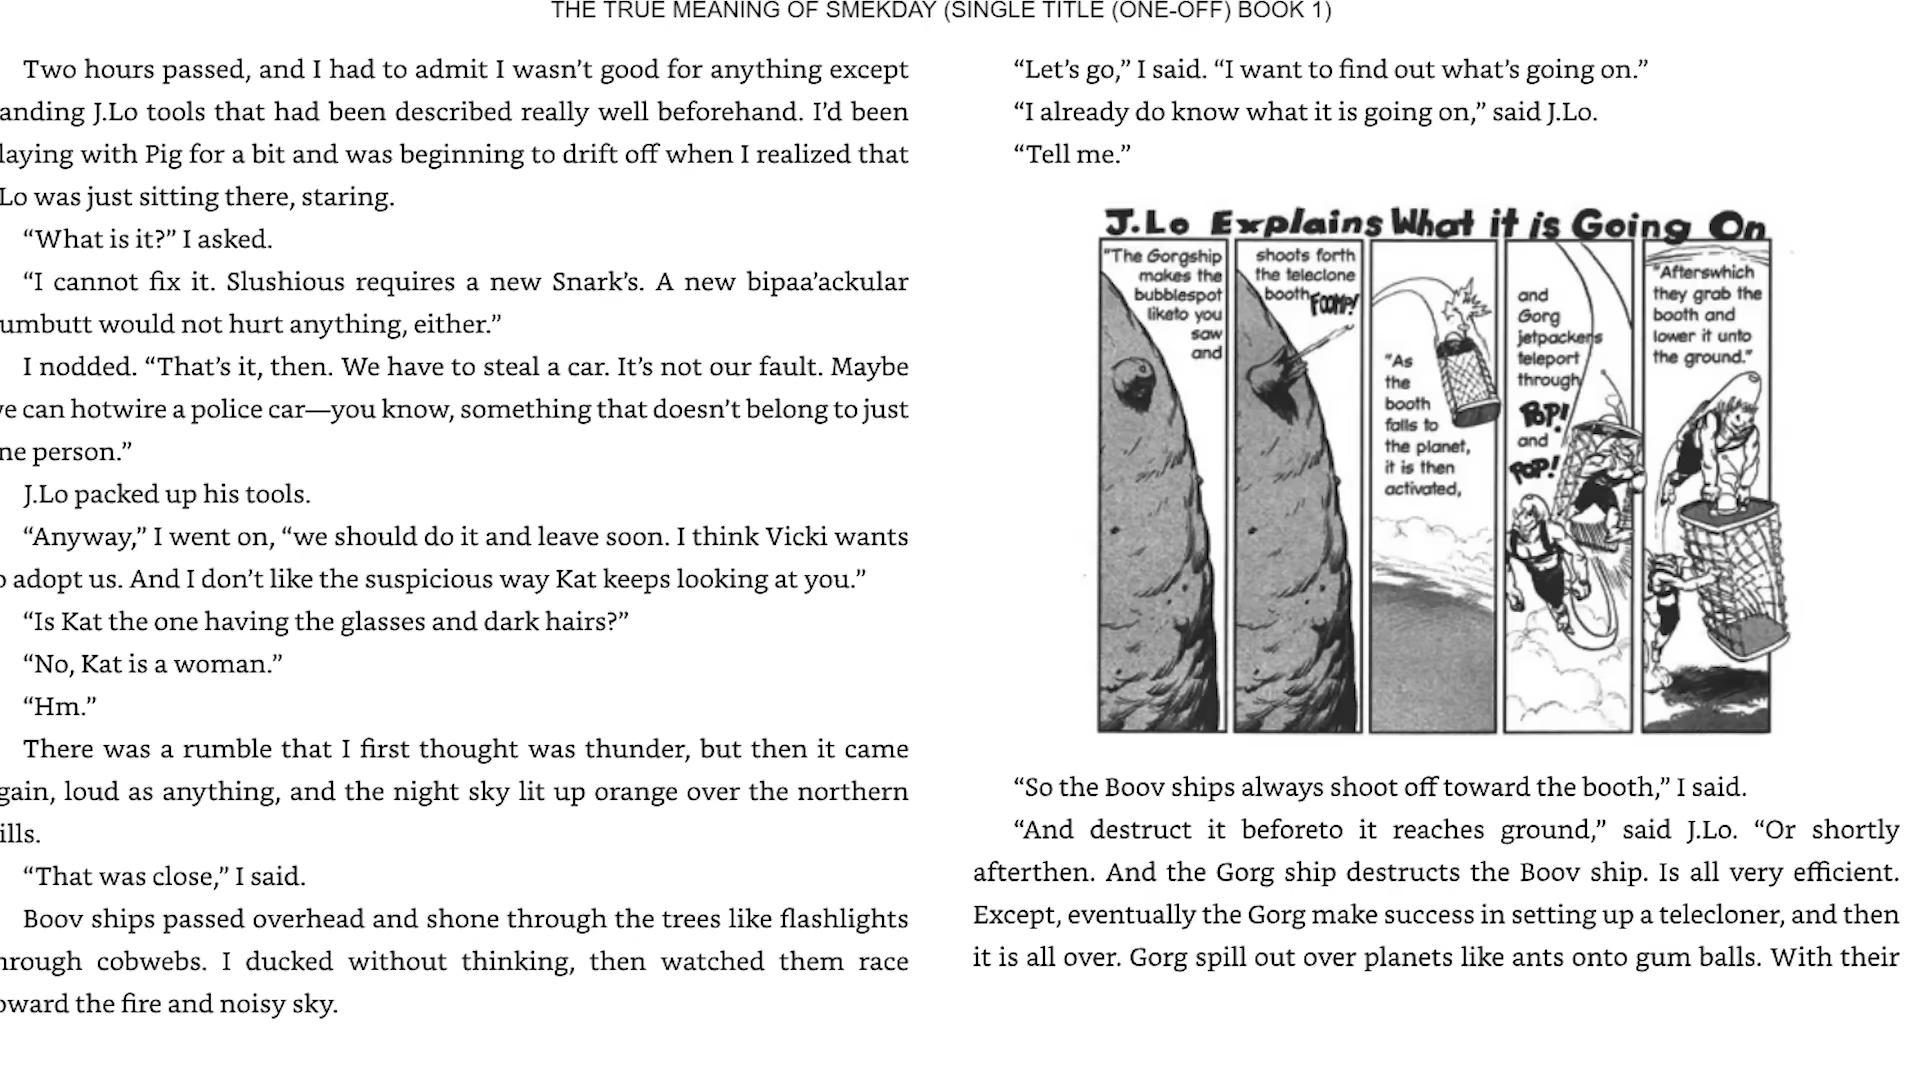 THE TRUE MEANING OF SMEKDAY (SINGLE TITLE (ONE-OFF) BOOK 1)
Two hours passed, and I had to admit I wasn’t good for anything except
anding J.Lo tools that had been described really well beforehand. I’d been
laying with Pig for a bit and was beginning to drift off when I realized that
Lo was just sitting there, staring.
“What is it?” I asked.
“I cannot fix it. Slushious requires a new Snark’s. A new bipaa’ackular
umbutt would not hurt anything, either.”
I nodded. “That’s it, then. We have to steal a car. It’s not our fault. Maybe
ve can hotwire a police car—you know, something that doesn’t belong to just
ne person.”
J.Lo packed up his tools.
“Anyway,” I went on, “we should do it and leave soon. I think Vicki wants
o adopt us. And I don’t like the suspicious way Kat keeps looking at you.”
“Is Kat the one having the glasses and dark hairs?”
“No, Kat is a woman.”
“Hm.”
There was a rumble that I first thought was thunder, but then it came
gain, loud as anything, and the night sky lit up orange over the northern
ills.
“That was close,” I said.
Boov ships passed overhead and shone through the trees like flashlights
hrough cobwebs. I ducked without thinking, then watched them race
oward the fire and noisy sky.
“Let’s go,” I said. “I want to find out what’s going on.”
“I already do know what it is going on,” said J.Lo.
“Tell me.”
J.Lo Explains What it is Going On
“The Gorgship
makes the
bubblespot
liketo you
saw
and
shoots forth
the teleclone
booth
FOOMP!
“As
the
booth
falls to
the planet,
it is then
activated,
and
Gorg
jetpackers
teleport
through
POP!
and
POP!
“Afterswhich
they grab the
booth and
lower it unto
the ground.”
“So the Boov ships always shoot off toward the booth,” I said.
“And destruct it beforeto it reaches ground,” said J.Lo. “Or shortly
afterthen. And the Gorg ship destructs the Boov ship. Is all very efficient.
Except, eventually the Gorg make success in setting up a telecloner, and then
it is all over. Gorg spill out over planets like ants onto gum balls. With their